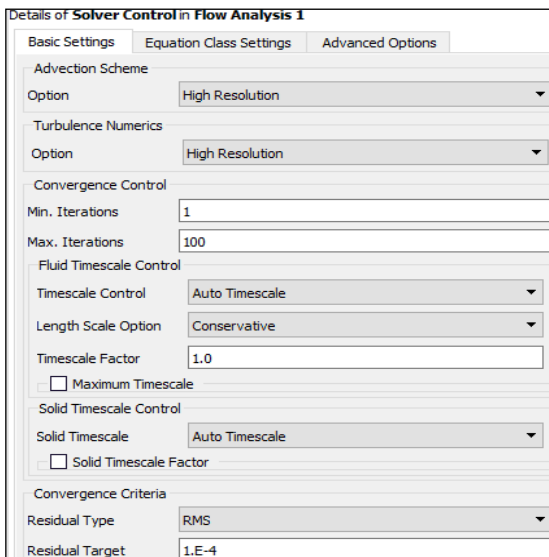 Details of Solver Control in Flow Analysis 1
Basic Settings Equation Class Settings Advanced Options
Advection Scheme
Option High Resolution
Turbulence Numerics
Option High Resolution
Convergence Control
Min. Iterations 1
Max. Iterations 100
Fluid Timescale Control
Timescale Control Auto Timescale
Length Scale Option Conservative
Timescale Factor 1.0
Maximum Timescale
Solid Timescale Control
Solid Timescale Auto Timescale
Solid Timescale Factor
Convergence Criteria
Residual Type RMS
Residual Target 1.E-4